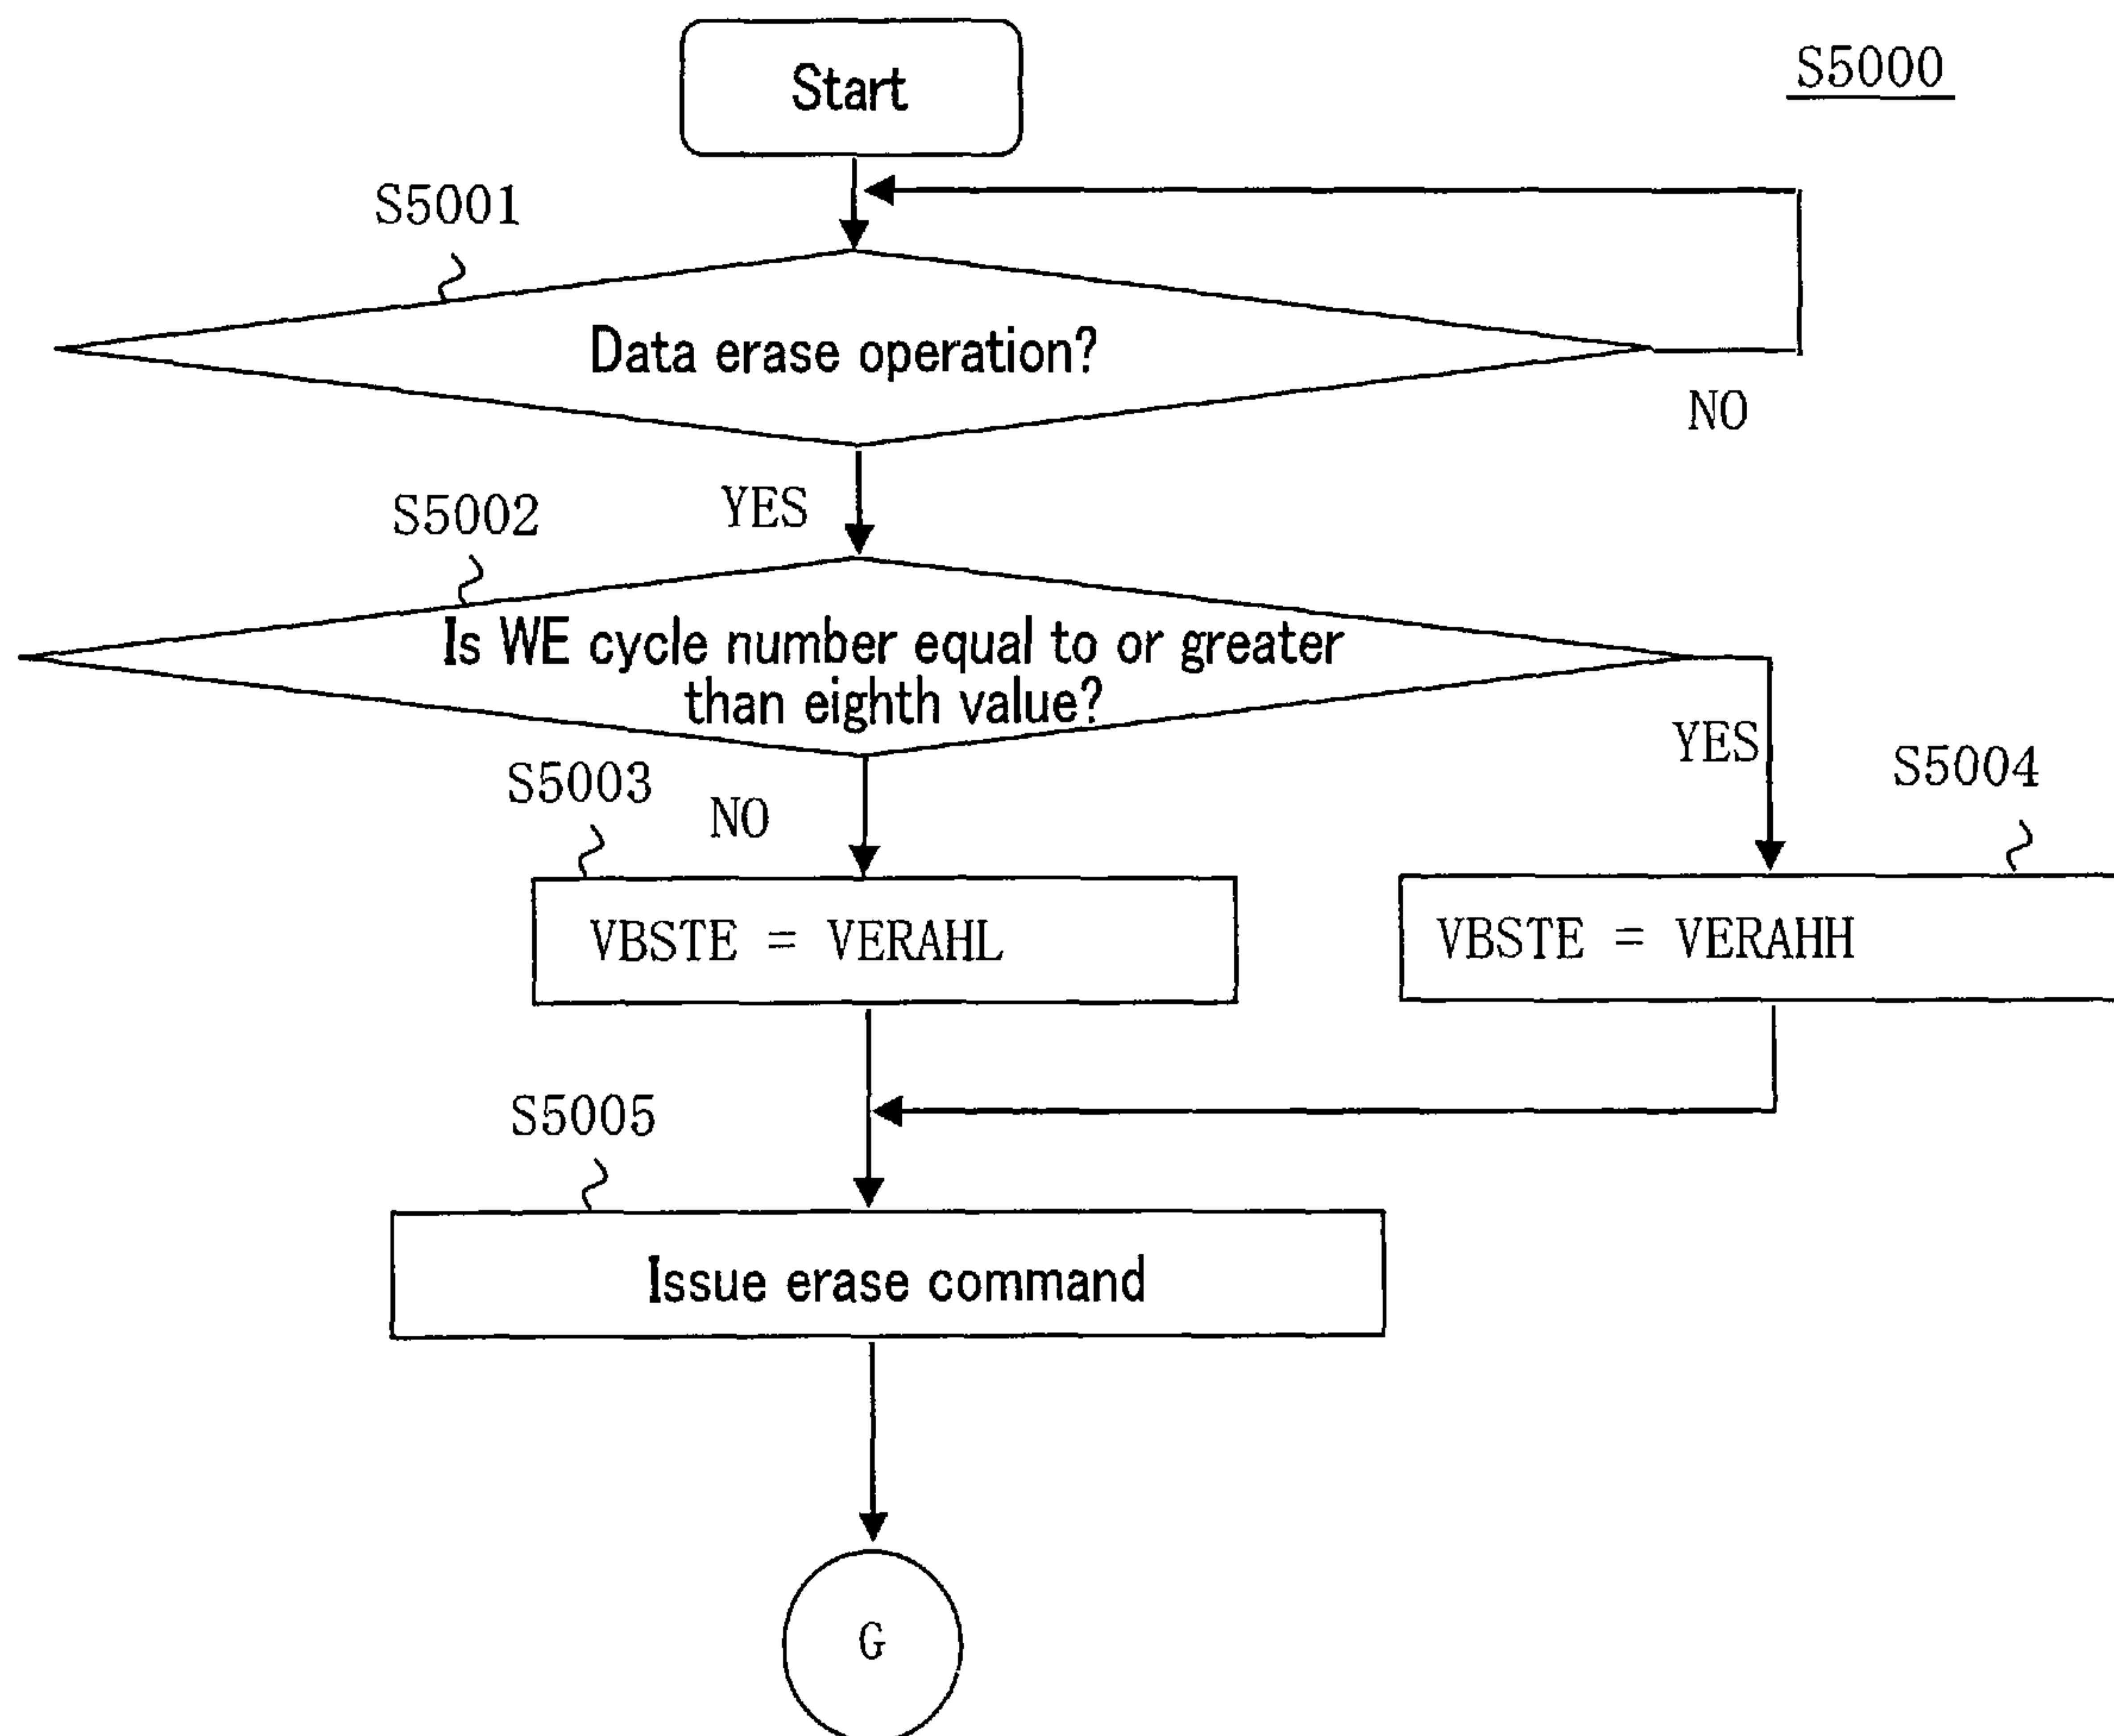 Start
S5000
S5001
Data erase operation?
NO
YES
S5002
Is WE cycle number equal to or greater
than eighth value?
YES
S5003
NO
S5004
VBSTE = VERAHL
VBSTE = VERAHH
S5005
Issue erase command
G